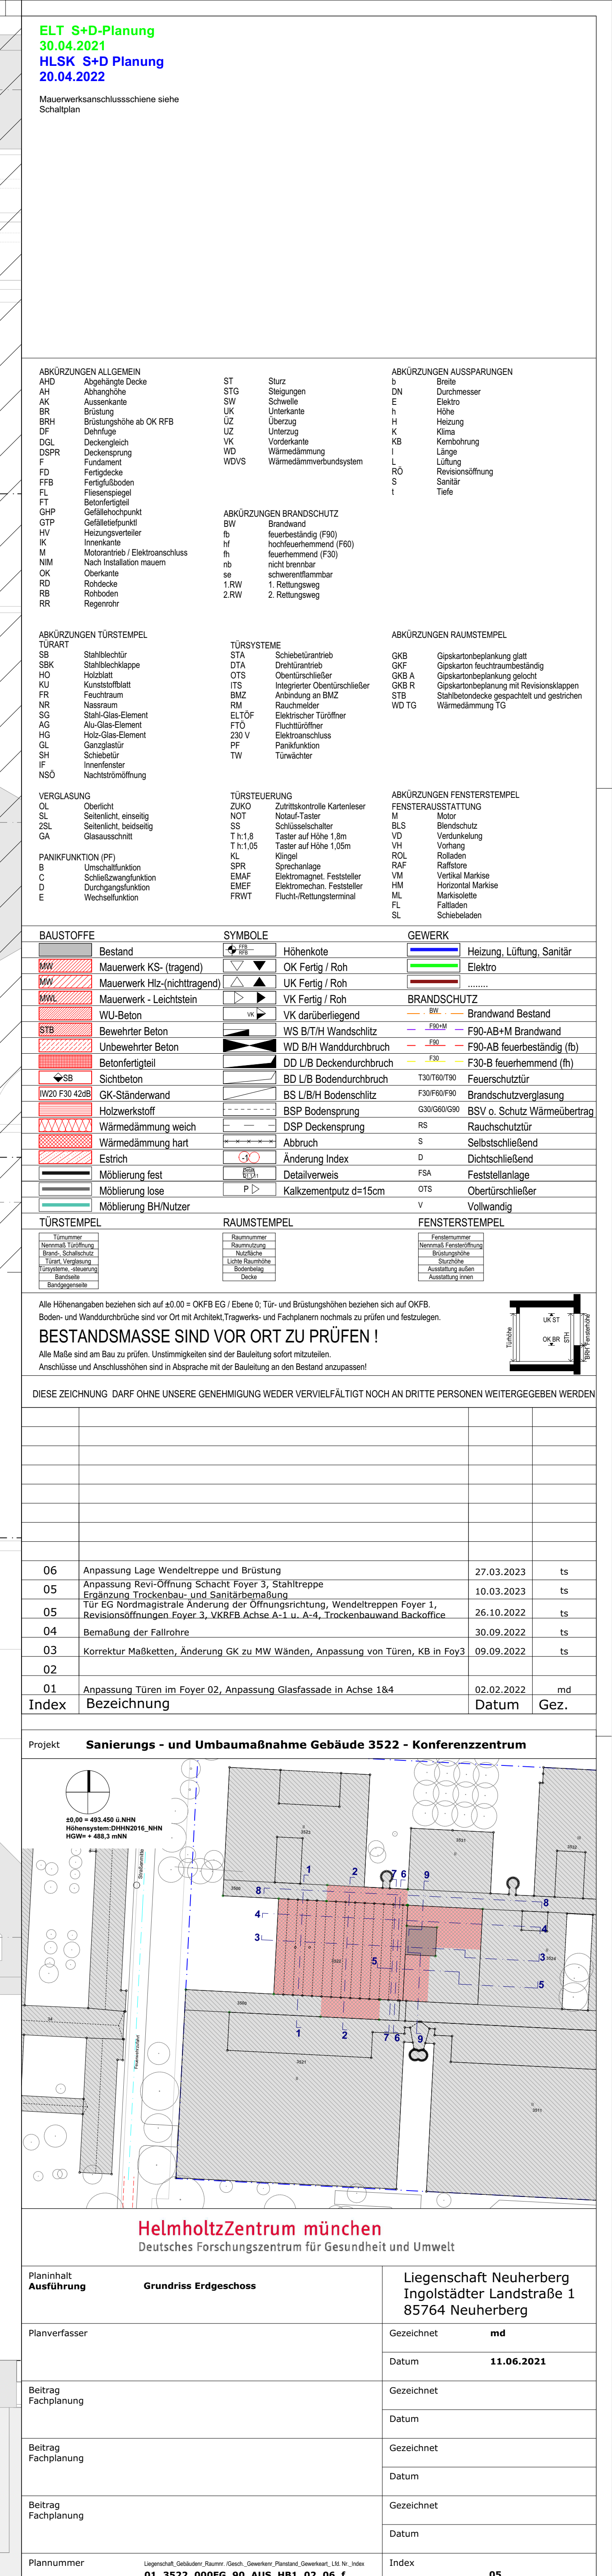 ELT S+D-Planung
30.04.2021
HLSK S+D Planung
20.04.2022
Mauerwerksanschlussschiene siehe
Schaltplan
ABKÜRZUNGEN ALLGEMEIN
AHD Abgehängte Decke
AH Abhanghöhe
AK Aussenkante
BR Brüstung
BRH Brüstungshöhe ab OK RFB
DF Dehnfuge
DGL Deckengleich
DSPR Deckensprung
F Fundament
FD Fertigdecke
FFB Fertigfußboden
FL Fliesenspiegel
FT Betonfertigteil
GHP Gefällehochpunkt
GTP Gefälletiefpunktl
HV Heizungsverteiler
IK Innenkante
M Motorantrieb / Elektroanschluss
NIM Nach Installation mauern
OK Oberkante
RD Rohdecke
RB Rohboden
RR Regenrohr
ST Sturz
STG Steigungen
SW Schwelle
UK Unterkante
ÜZ Überzug
UZ Unterzug
VK Vorderkante
WD Wärmedämmung
WDVS Wärmedämmverbundsystem
ABKÜRZUNGEN BRANDSCHUTZ
BW Brandwand
fb feuerbeständig (F90)
hf hochfeuerhemmend (F60)
fh feuerhemmend (F30)
nb nicht brennbar
se schwerentflammbar
1.RW 1. Rettungsweg
2.RW 2. Rettungsweg
ABKÜRZUNGEN AUSSPARUNGEN
b Breite
DN Durchmesser
E Elektro
h Höhe
H Heizung
K Klima
KB Kernbohrung
l Länge
L Lüftung
RÖ Revisionsöffnung
S Sanitär
t Tiefe
ABKÜRZUNGEN TÜRSTEMPEL
TÜRART
SB Stahlblechtür
SBK Stahlblechklappe
HO Holzblatt
KU Kunststoffblatt
FR Feuchtraum
NR Nassraum
SG Stahl-Glas-Element
AG Alu-Glas-Element
HG Holz-Glas-Element
GL Ganzglastür
SH Schiebetür
IF Innenfenster
NSÖ Nachtströmöffnung
TÜRSYSTEME
STA Schiebetürantrieb
DTA Drehtürantrieb
OTS Obentürschließer
ITS Integrierter Obentürschließer
BMZ Anbindung an BMZ
RM Rauchmelder
ELTÖF Elektrischer Türöffner
FTÖ Fluchttüröffner
230 V Elektroanschluss
PF Panikfunktion
TW Türwächter
ABKÜRZUNGEN RAUMSTEMPEL
GKB Gipskartonbeplankung glatt
GKF Gipskarton feuchtraumbeständig
GKB A Gipskartonbeplankung gelocht
GKB R Gipskartonbeplanung mit Revisionsklappen
STB Stahlbetondecke gespachtelt und gestrichen
WD TG Wärmedämmung TG
VERGLASUNG
OL Oberlicht
SL Seitenlicht, einseitig
2SL Seitenlicht, beidseitig
GA Glasausschnitt
PANIKFUNKTION (PF)
B Umschaltfunktion
C Schließzwangfunktion
D Durchgangsfunktion
E Wechselfunktion
TÜRSTEUERUNG
ZUKO Zutrittskontrolle Kartenleser
NOT Notauf-Taster
SS Schlüsselschalter
T h:1,8 Taster auf Höhe 1,8m
T h:1,05 Taster auf Höhe 1,05m
KL Klingel
SPR Sprechanlage
EMAF Elektromagnet. Feststeller
EMEF Elektromechan. Feststeller
FRWT Flucht-/Rettungsterminal
ABKÜRZUNGEN FENSTERSTEMPEL
FENSTERAUSSTATTUNG
M Motor
BLS Blendschutz
VD Verdunkelung
VH Vorhang
ROL Rolladen
RAF Raffstore
VM Vertikal Markise
HM Horizontal Markise
ML Markisolette
FL Faltladen
SL Schiebeladen
BAUSTOFFE
Bestand
MW Mauerwerk KS- (tragend)
MW Mauerwerk Hlz-(nichttragend)
MWL Mauerwerk - Leichtstein
WU-Beton
STB Bewehrter Beton
Unbewehrter Beton
Betonfertigteil
SB Sichtbeton
IW20 F30 42dB GK-Ständerwand
Holzwerkstoff
Wärmedämmung weich
Wärmedämmung hart
Estrich
Möblierung fest
Möblierung lose
Möblierung BH/Nutzer
SYMBOLE
FFB RFB Höhenkote
OK Fertig / Roh
UK Fertig / Roh
VK Fertig / Roh
VK VK darüberliegend
WS B/T/H Wandschlitz
WD B/H Wanddurchbruch
DD L/B Deckendurchbruch
BD L/B Bodendurchbruch
BS L/B/H Bodenschlitz
BSP Bodensprung
DSP Deckensprung
Abbruch
Änderung Index
Detailverweis
P Kalkzementputz d=15cm
GEWERK
Heizung, Lüftung, Sanitär
Elektro
........
BRANDSCHUTZ
BW Brandwand Bestand
F90+M F90-AB+M Brandwand
F90 F90-AB feuerbeständig (fb)
F30 F30-B feuerhemmend (fh)
T30/T60/T90 Feuerschutztür
F30/F60/F90 Brandschutzverglasung
G30/G60/G90 BSV o. Schutz Wärmeübertrag
RS Rauchschutztür
S Selbstschließend
D Dichtschließend
FSA Feststellanlage
OTS Obertürschließer
V Vollwandig
TÜRSTEMPEL
Türnummer
Nennmaß Türöffnung
Brand-, Schallschutz
Türart, Verglasung
Türsysteme, -steuerung
Bandseite
Bandgegenseite
RAUMSTEMPEL
Raumnummer
Raumnutzung
Nutzfläche
Lichte Raumhöhe
Bodenbelag
Decke
FENSTERSTEMPEL
Fensternummer
Nennmaß Fensteröffnung
Brüstungshöhe
Sturzhöhe
Ausstattung außen
Ausstattung innen
Alle Höhenangaben beziehen sich auf ±0.00 = OKFB EG / Ebene 0; Tür- und Brüstungshöhen beziehen sich auf OKFB.
Boden- und Wanddurchbrüche sind vor Ort mit Architekt,Tragwerks- und Fachplanern nochmals zu prüfen und festzulegen.
BESTANDSMASSE SIND VOR ORT ZU PRÜFEN !
Alle Maße sind am Bau zu prüfen. Unstimmigkeiten sind der Bauleitung sofort mitzuteilen.
Anschlüsse und Anschlusshöhen sind in Absprache mit der Bauleitung an den Bestand anzupassen!
Türhöhe
UK ST
OK BR
STH
BRH Fensterhöhe
DIESE ZEICHNUNG DARF OHNE UNSERE GENEHMIGUNG WEDER VERVIELFÄLTIGT NOCH AN DRITTE PERSONEN WEITERGEGEBEN WERDEN
06 Anpassung Lage Wendeltreppe und Brüstung 27.03.2023 ts
05 Anpassung Revi-Öffnung Schacht Foyer 3, Stahltreppe
Ergänzung Trockenbau- und Sanitärbemaßung 10.03.2023 ts
05 Tür EG Nordmagistrale Änderung der Öffnungsrichtung, Wendeltreppen Foyer 1,
Revisionsöffnungen Foyer 3, VKRFB Achse A-1 u. A-4, Trockenbauwand Backoffice 26.10.2022 ts
04 Bemaßung der Fallrohre 30.09.2022 ts
03 Korrektur Maßketten, Änderung GK zu MW Wänden, Anpassung von Türen, KB in Foy3 09.09.2022 ts
02
01 Anpassung Türen im Foyer 02, Anpassung Glasfassade in Achse 1&4 02.02.2022 md
Index Bezeichnung Datum Gez.
Projekt Sanierungs - und Umbaumaßnahme Gebäude 3522 - Konferenzzentrum
±0,00 = 493.450 ü.NHN
Höhensystem:DHHN2016_NHN
HGW= + 488,3 mNN
Straßenmitte
3523
3531
3532
3500
1 2 7 6 9
8 8
4 4
3 3
3522
3524
5 5
3500
34
1 2 7 6 9
3521
3511
HelmholtzZentrum münchen
Deutsches Forschungszentrum für Gesundheit und Umwelt
Planinhalt
Ausführung Grundriss Erdgeschoss
Liegenschaft Neuherberg
Ingolstädter Landstraße 1
85764 Neuherberg
Planverfasser
Gezeichnet md
Datum 11.06.2021
Beitrag
Fachplanung
Gezeichnet
Datum
Beitrag
Fachplanung
Gezeichnet
Datum
Beitrag
Fachplanung
Gezeichnet
Datum
Plannummer Liegenschaft_Gebäudenr_Raumnr. /Gesch._Gewerkenr_Planstand_Gewerkeart_ Lfd. Nr._Index
01_3522_000EG_90_AUS_HB1_02_06_f
Index
05